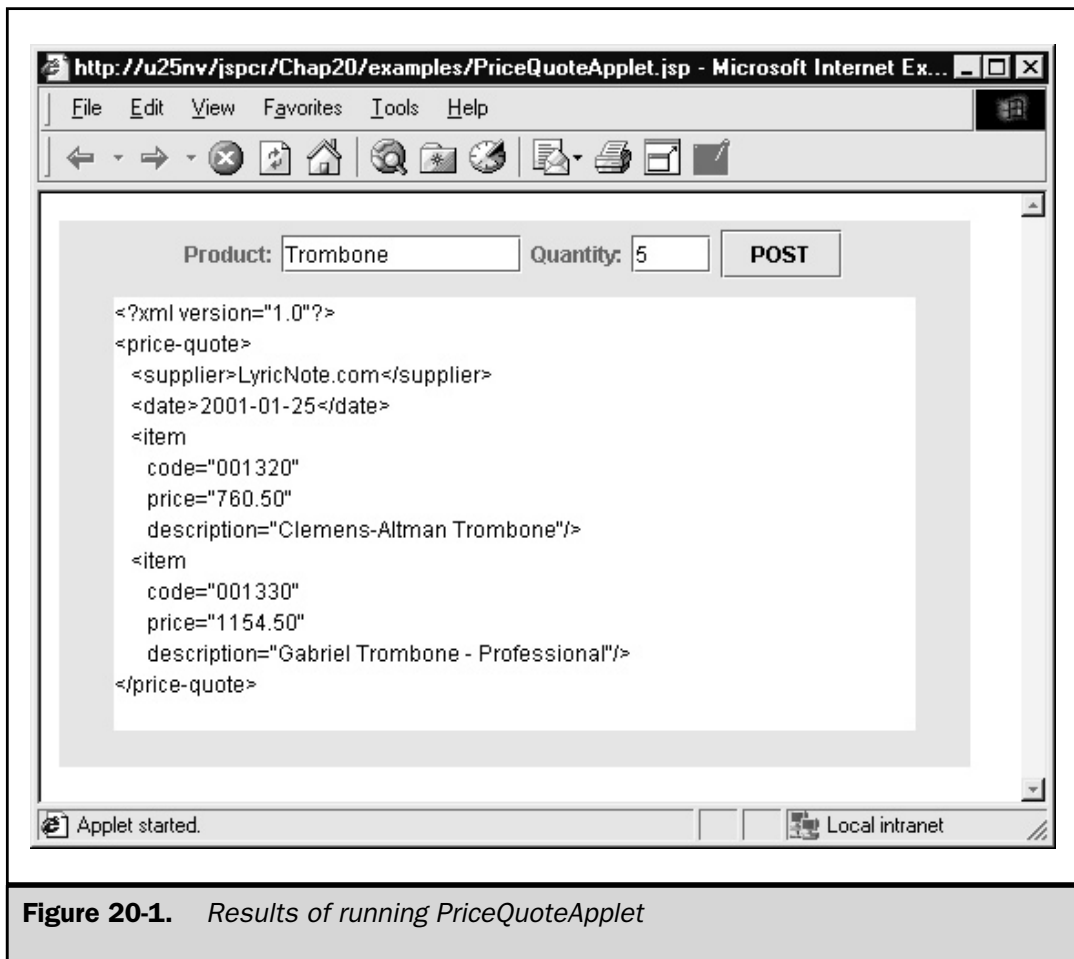 http://u25nv/jspcr/Chap20/examples/PriceQuoteApplet.jsp - Microsoft Internet Ex...
File Edit View Favorites Tools Help
Product: Trombone Quantity: 5 POST
<?xml version="1.0"?>
<price-quote>
<supplier>LyricNote.com</supplier>
<date>2001-01-25</date>
<item
code="001320"
price="760.50"
description="Clemens-Altman Trombone"/>
<item
code="001330"
price="1154.50"
description="Gabriel Trombone - Professional"/>
</price-quote>
Applet started. Local intranet
Figure 20-1. Results of running PriceQuoteApplet